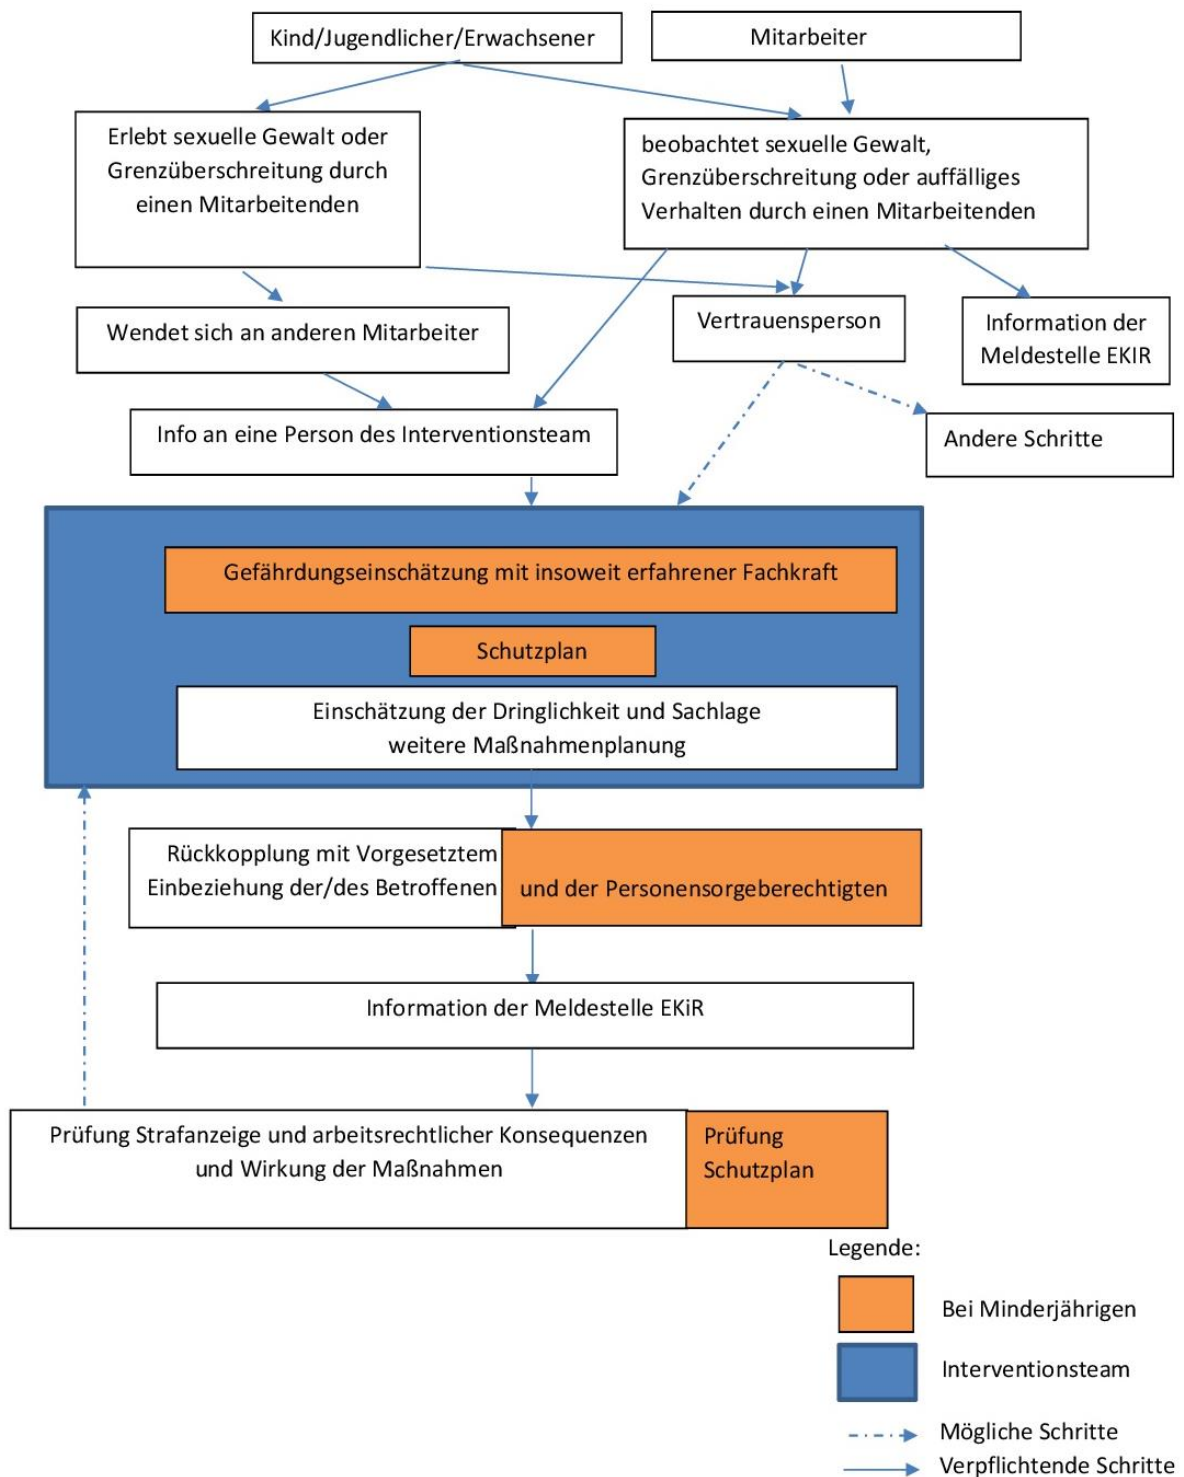 Kind/Jugendlicher/Erwachsener
Mitarbeiter
Erlebt sexuelle Gewalt oder
Grenzüberschreitung durch
einen Mitarbeitenden
beobachtet sexuelle Gewalt,
Grenzüberschreitung oder auffälliges
Verhalten durch einen Mitarbeitenden
Wendet sich an anderen Mitarbeiter
Vertrauensperson
Information der
Meldestelle EKIR
Info an eine Person des Interventionsteam
Andere Schritte
Gefährdungseinschätzung mit insoweit erfahrener Fachkraft
Schutzplan
Einschätzung der Dringlichkeit und Sachlage
weitere Maßnahmenplanung
Rückkopplung mit Vorgesetztem
Einbeziehung der/des Betroffenen
und der Personensorgeberechtigten
Information der Meldestelle EKiR
Prüfung Strafanzeige und arbeitsrechtlicher Konsequenzen
und Wirkung der Maßnahmen
Prüfung
Schutzplan
Legende:
Bei Minderjährigen
Interventionsteam
Mögliche Schritte
Verpflichtende Schritte